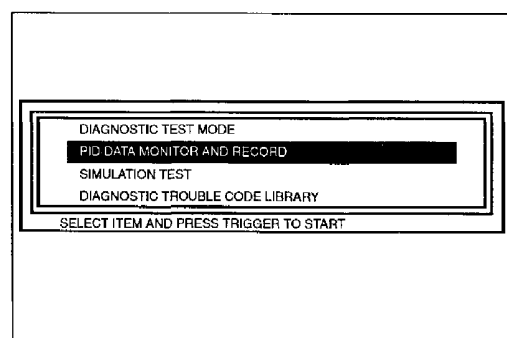 DIAGNOSTIC TEST MODE
PID DATA MONITOR AND RECORD
SIMULATION TEST
DIAGNOSTIC TROUBLE CODE LIBRARY
SELECT ITEM AND PRESS TRIGGER TO START